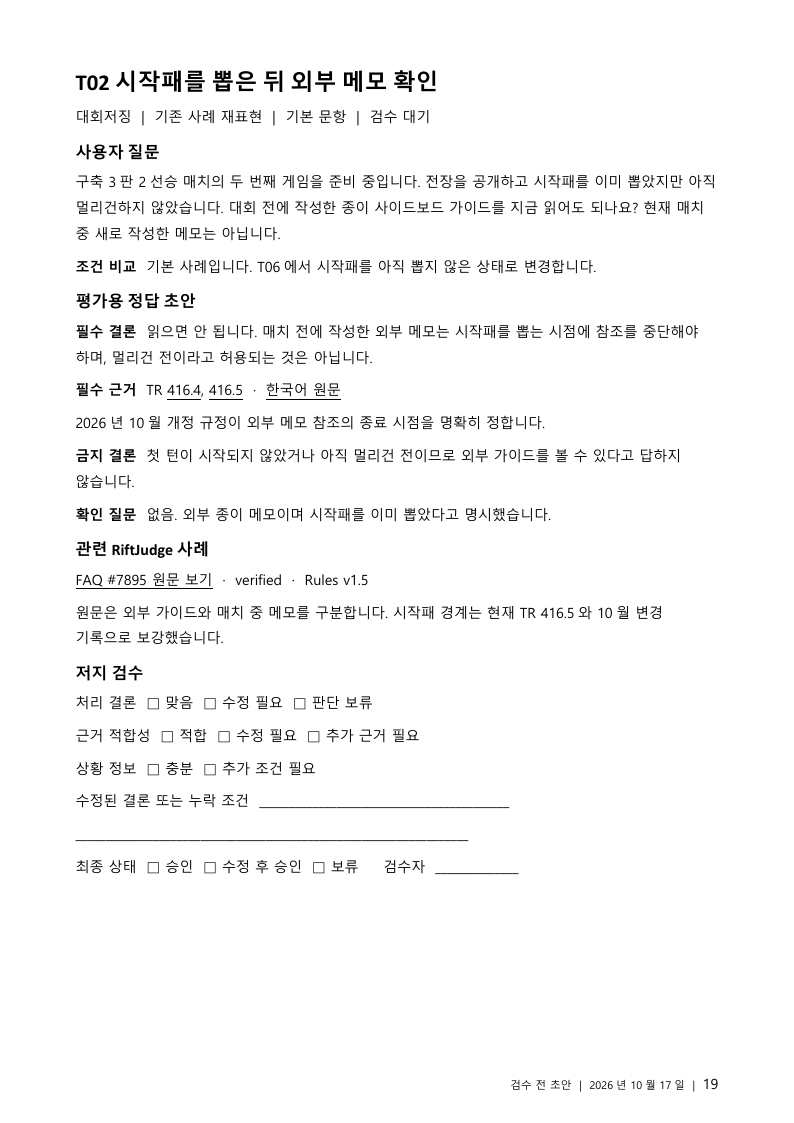 T02 시작패를 뽑은 뒤 외부 메모 확인
대회저징 | 기존 사례 재표현 | 기본 문항 | 검수 대기
사용자 질문
구축 3판 2선승 매치의 두 번째 게임을 준비 중입니다. 전장을 공개하고 시작패를 이미 뽑았지만 아직
멀리건하지 않았습니다. 대회 전에 작성한 종이 사이드보드 가이드를 지금 읽어도 되나요? 현재 매치
중 새로 작성한 메모는 아닙니다.
조건 비교 기본 사례입니다. T06에서 시작패를 아직 뽑지 않은 상태로 변경합니다.
평가용 정답 초안
필수 결론 읽으면 안 됩니다. 매치 전에 작성한 외부 메모는 시작패를 뽑는 시점에 참조를 중단해야
하며, 멀리건 전이라고 허용되는 것은 아닙니다.
필수 근거 TR 416.4, 416.5 · 한국어 원문
2026년 10월 개정 규정이 외부 메모 참조의 종료 시점을 명확히 정합니다.
금지 결론 첫 턴이 시작되지 않았거나 아직 멀리건 전이므로 외부 가이드를 볼 수 있다고 답하지
않습니다.
확인 질문 없음. 외부 종이 메모이며 시작패를 이미 뽑았다고 명시했습니다.
관련 RiftJudge 사례
FAQ #7895 원문 보기 · verified · Rules v1.5
원문은 외부 가이드와 매치 중 메모를 구분합니다. 시작패 경계는 현재 TR 416.5와 10월 변경
기록으로 보강했습니다.
저지 검수
처리 결론 □ 맞음 □ 수정 필요 □ 판단 보류
근거 적합성 □ 적합 □ 수정 필요 □ 추가 근거 필요
상황 정보 □ 충분 □ 추가 조건 필요
수정된 결론 또는 누락 조건 ____________________
____________________
최종 상태 □ 승인 □ 수정 후 승인 □ 보류 검수자 __________
검수 전 초안 | 2026년 10월 17일 | 19